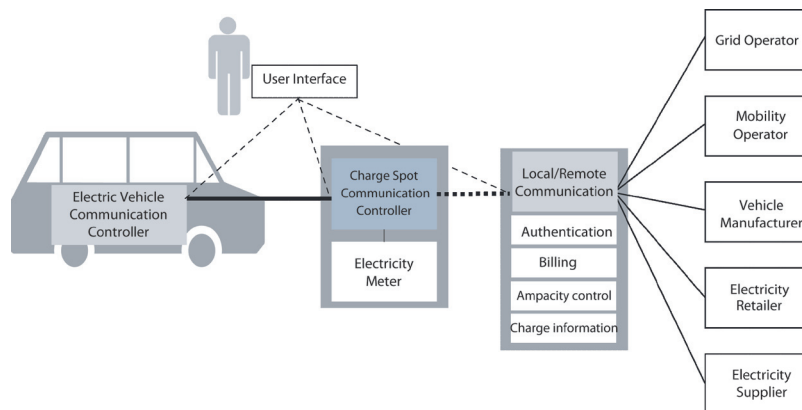 User Interface
Electric Vehicle
Communication
Controller
Charge Spot
Communication
Controller
Electricity
Meter
Local/Remote
Communication
Authentication
Billing
Ampacity control
Charge information
Grid Operator
Mobility
Operator
Vehicle
Manufacturer
Electricity
Retailer
Electricity
Supplier